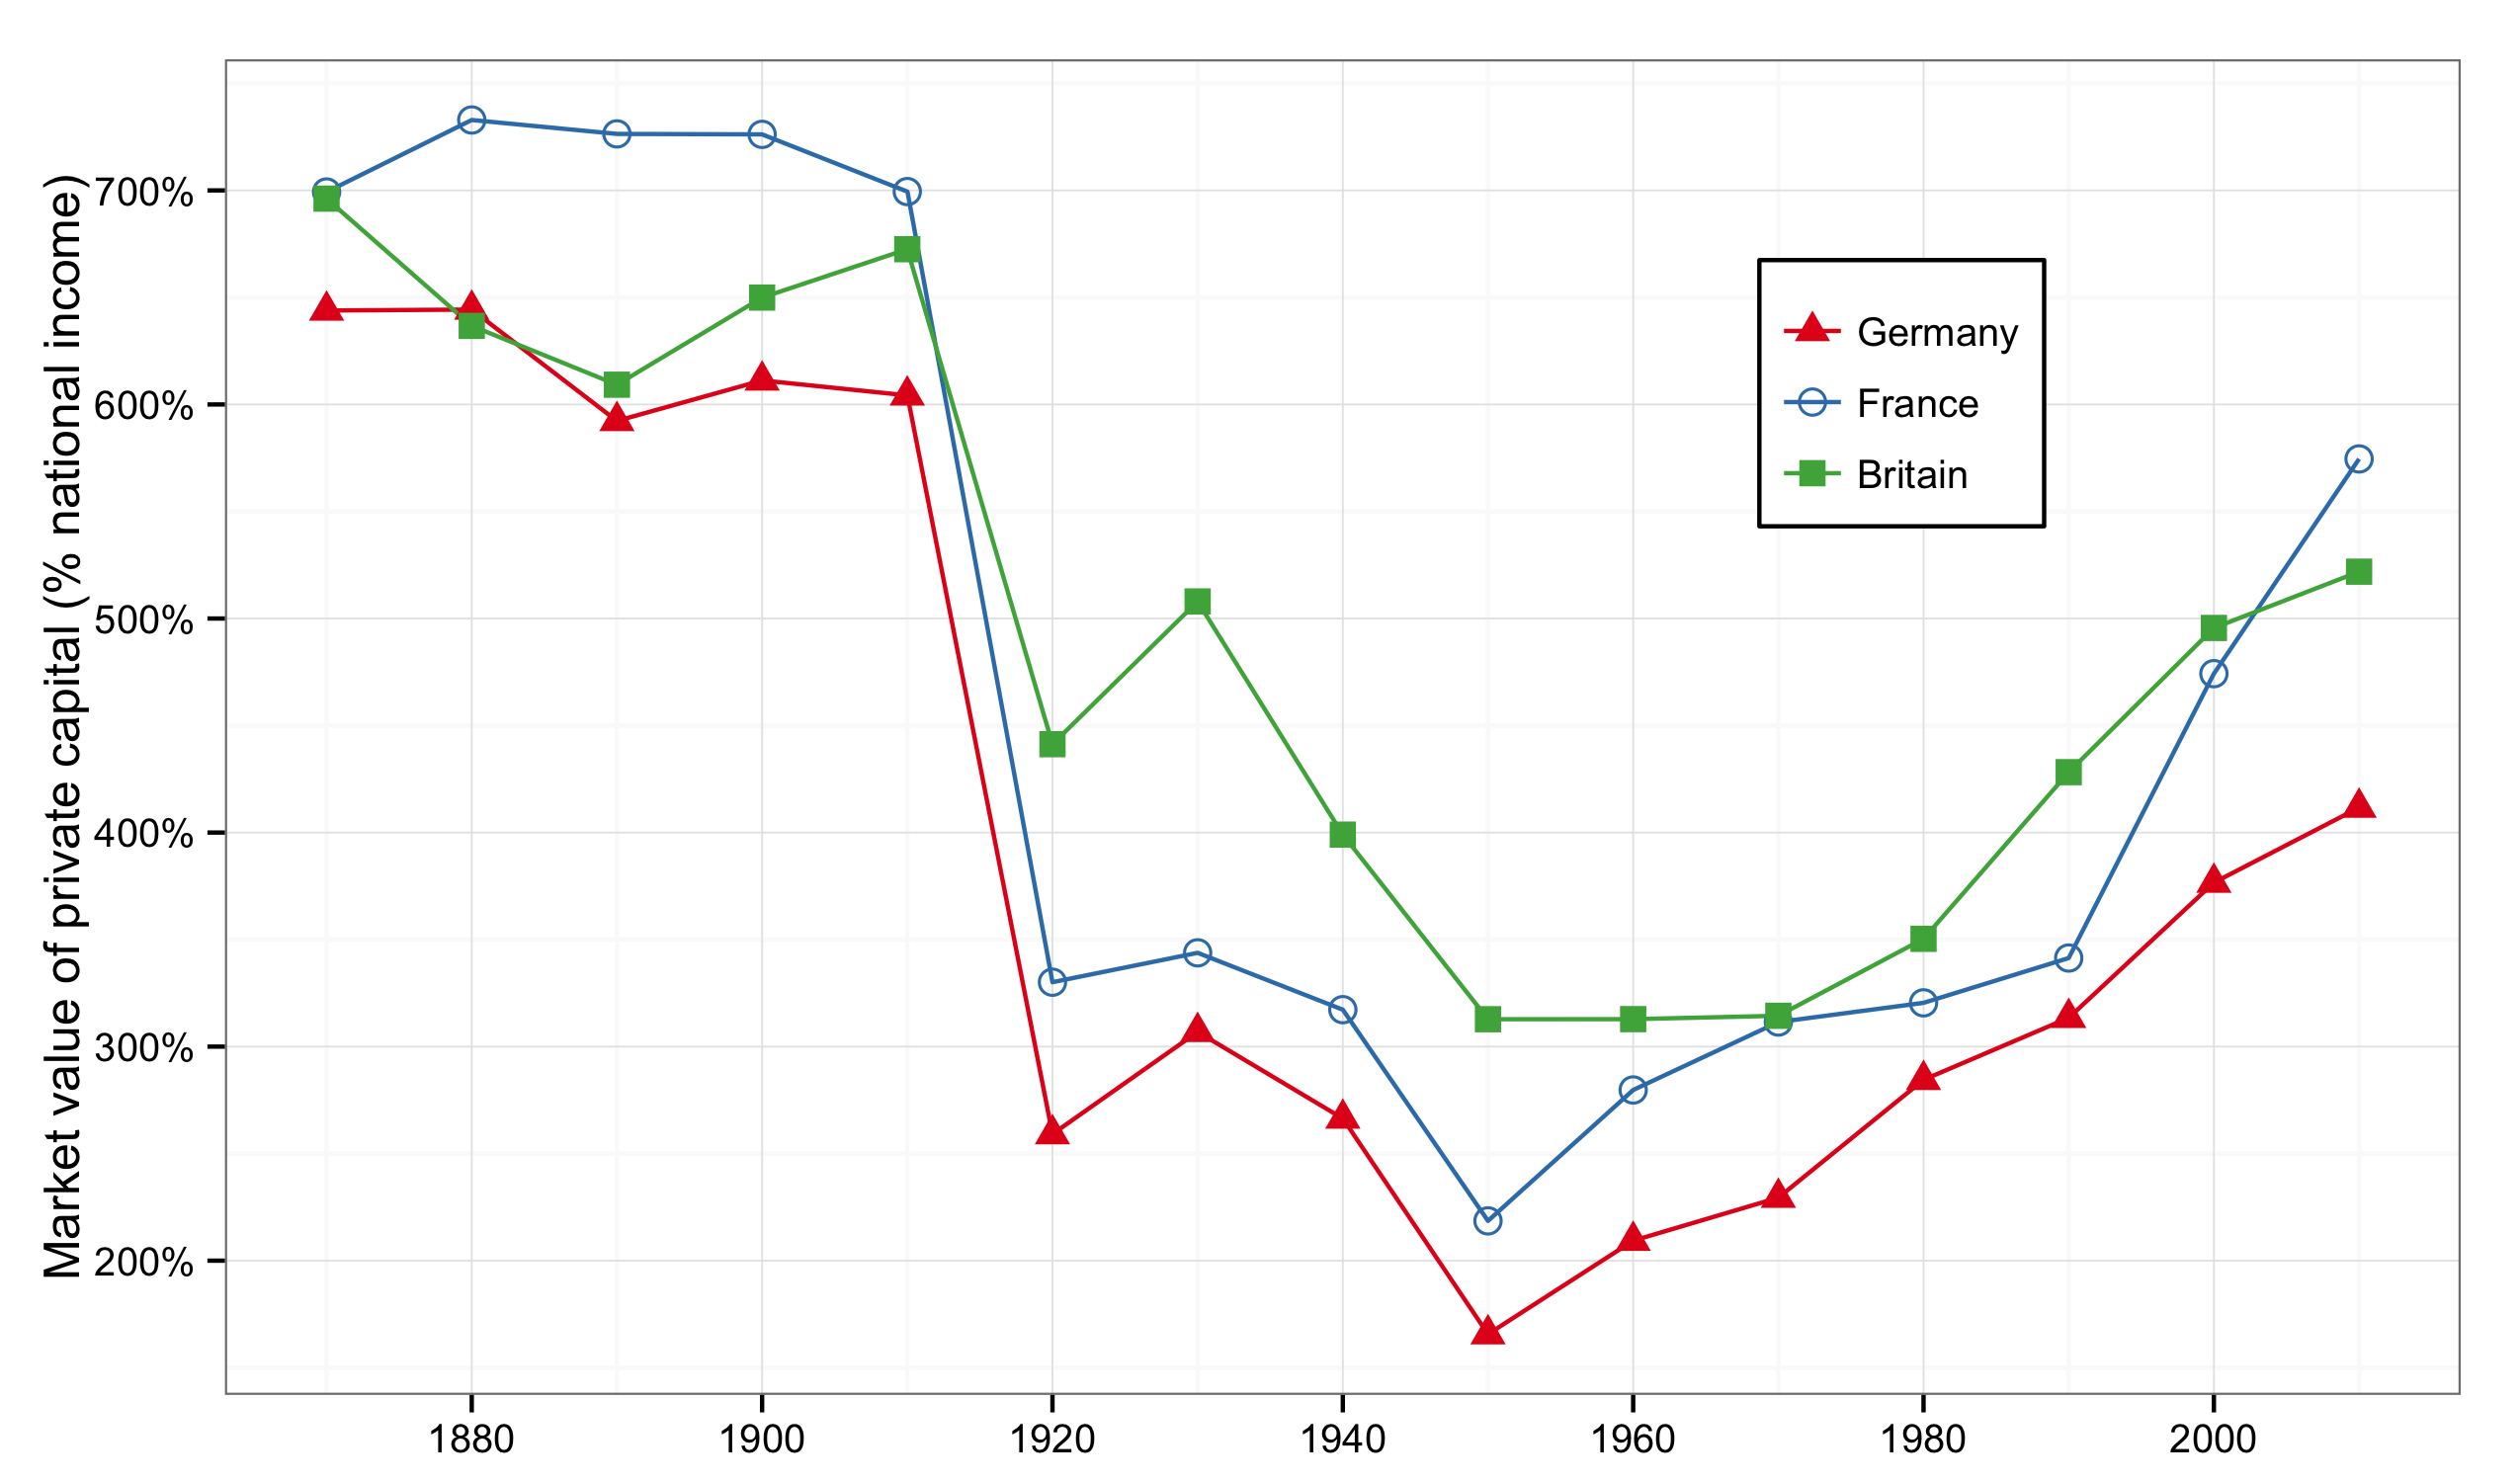 Market value of private capital (% national income)
700%
600%
500%
400%
300%
200%
Germany
France
Britain
1880 1900 1920 1940 1960 1980 2000